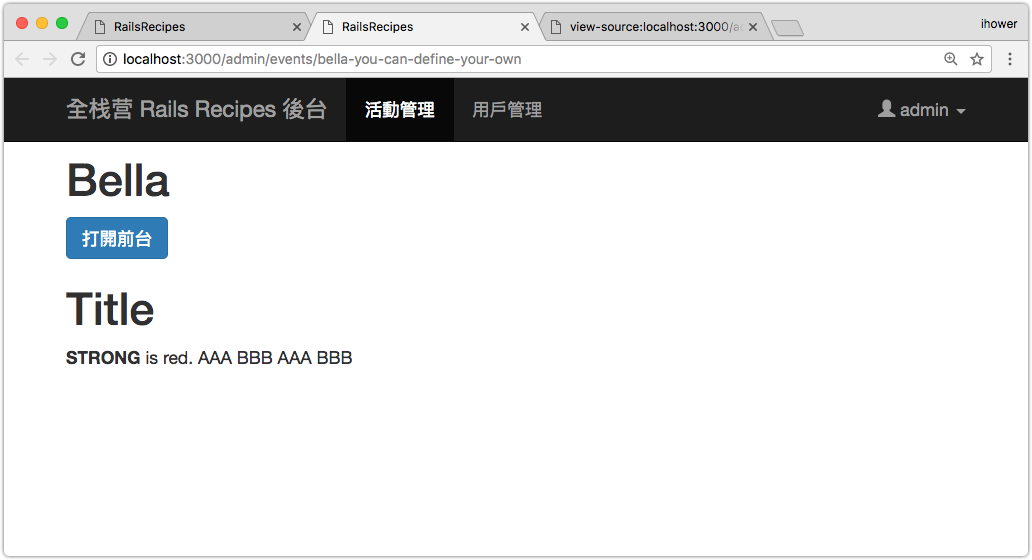 RailsRecipes
RailsRecipes
view-source:localhost:3000/a
ihower
localhost:3000/admin/events/bella-you-can-define-your-own
全栈营 Rails Recipes 後台
活動管理
用戶管理
admin
Bella
打開前台
Title
STRONG is red. AAA BBB AAA BBB